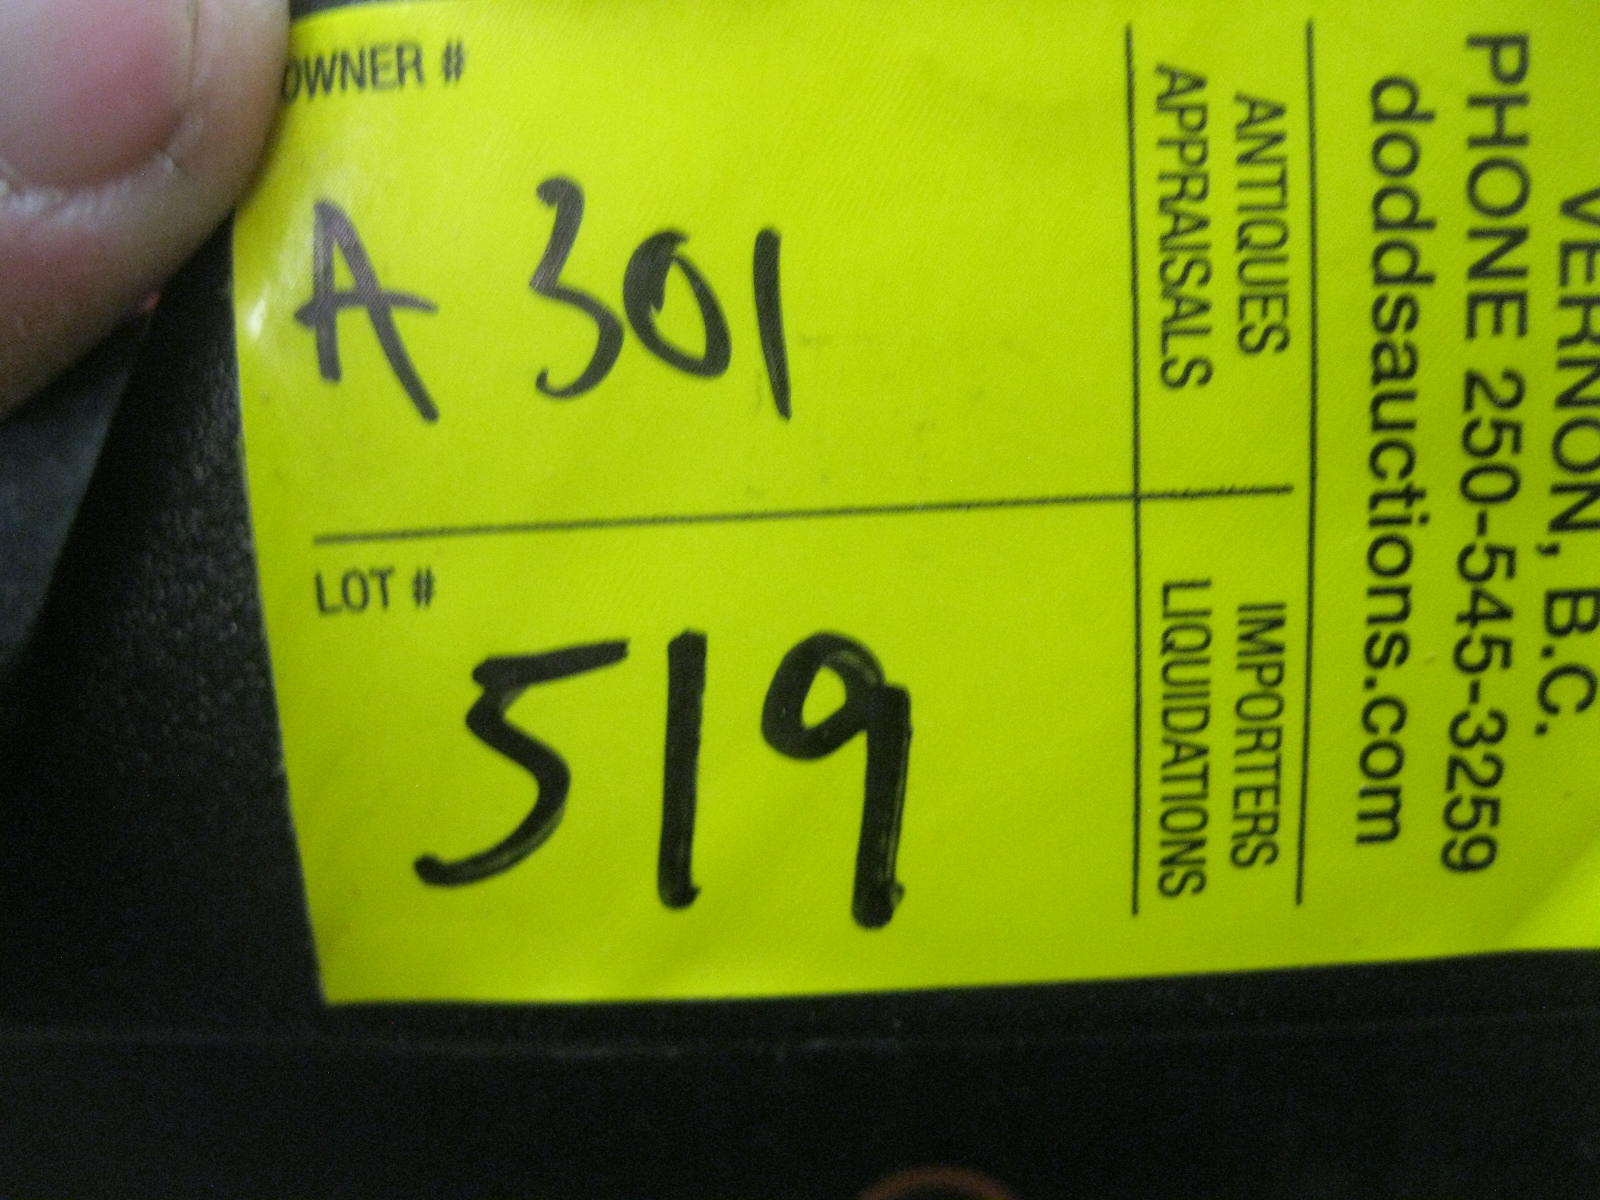 OWNER #
A 301
LOT #
519
VERNON, B.C.
PHONE 250-545-3259
doddsauctions.com
ANTIQUES IMPORTERS
APPRAISALS LIQUIDATIONS